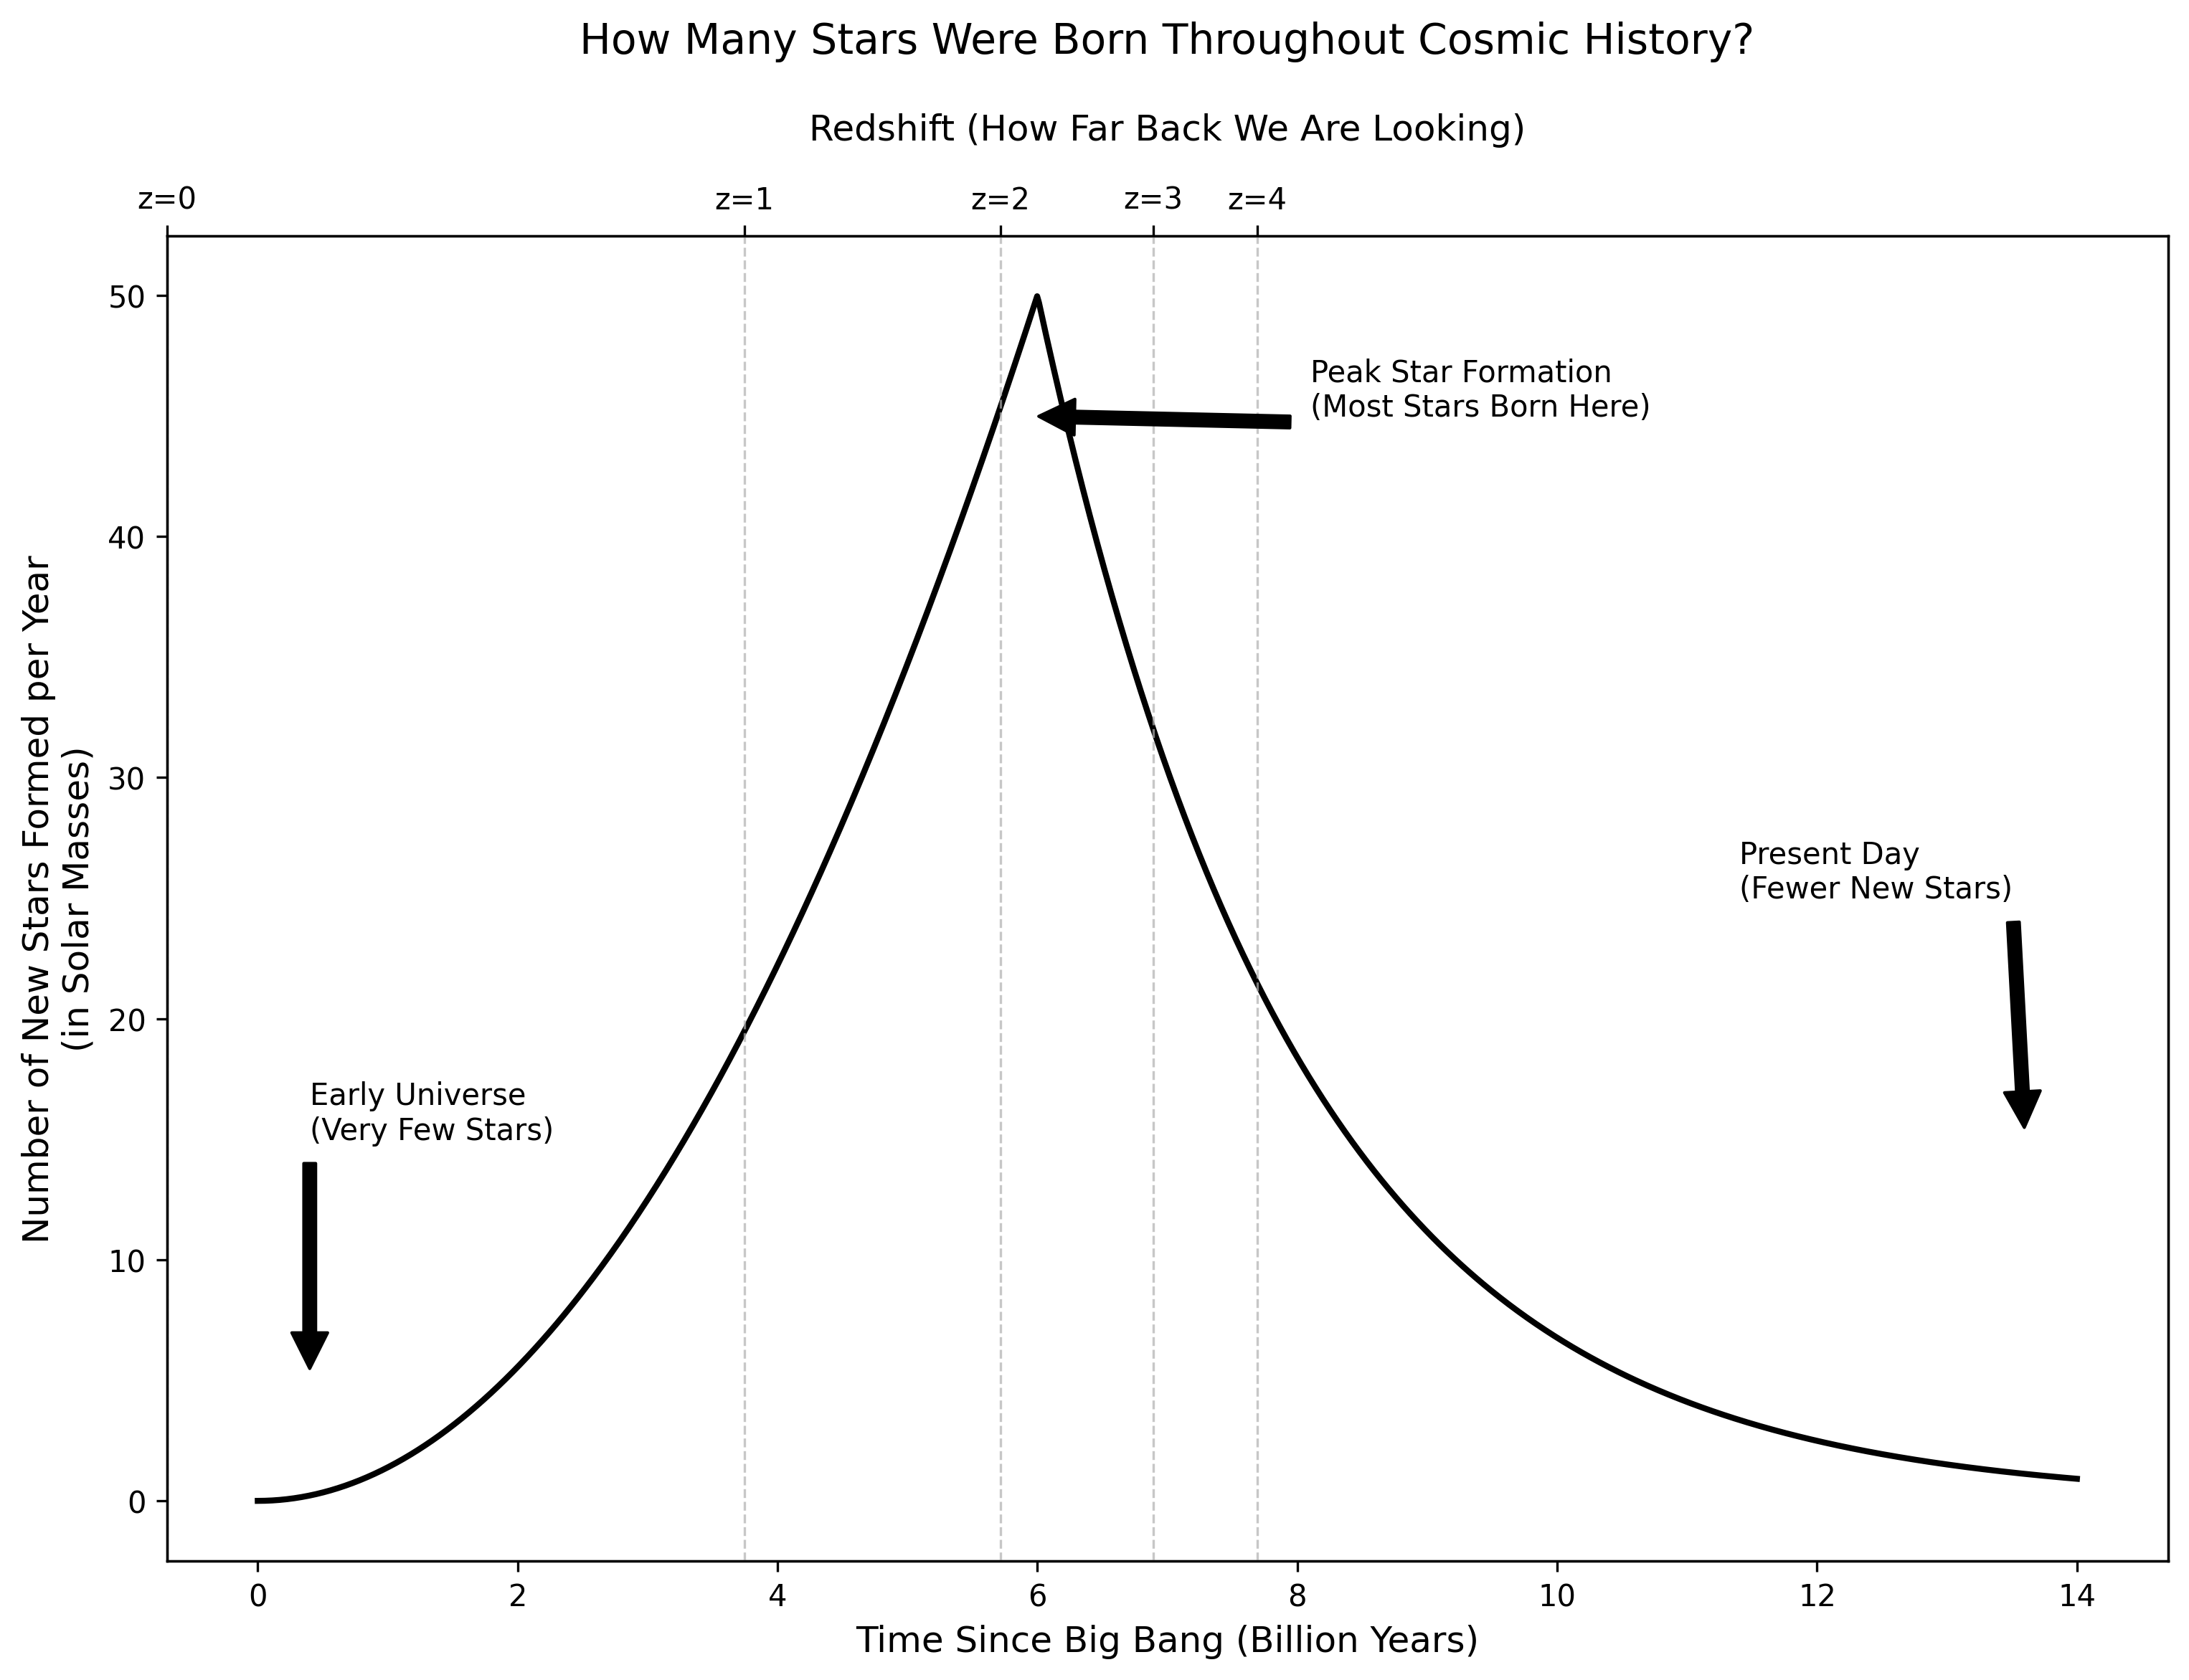 How Many Stars Were Born Throughout Cosmic History?
Redshift (How Far Back We Are Looking)
z=0
z=1
z=2
z=3
z=4
Number of New Stars Formed per Year
(in Solar Masses)
50
40
30
20
10
0
Peak Star Formation
(Most Stars Born Here)
Present Day
(Fewer New Stars)
Early Universe
(Very Few Stars)
0
2
4
6
8
10
12
14
Time Since Big Bang (Billion Years)